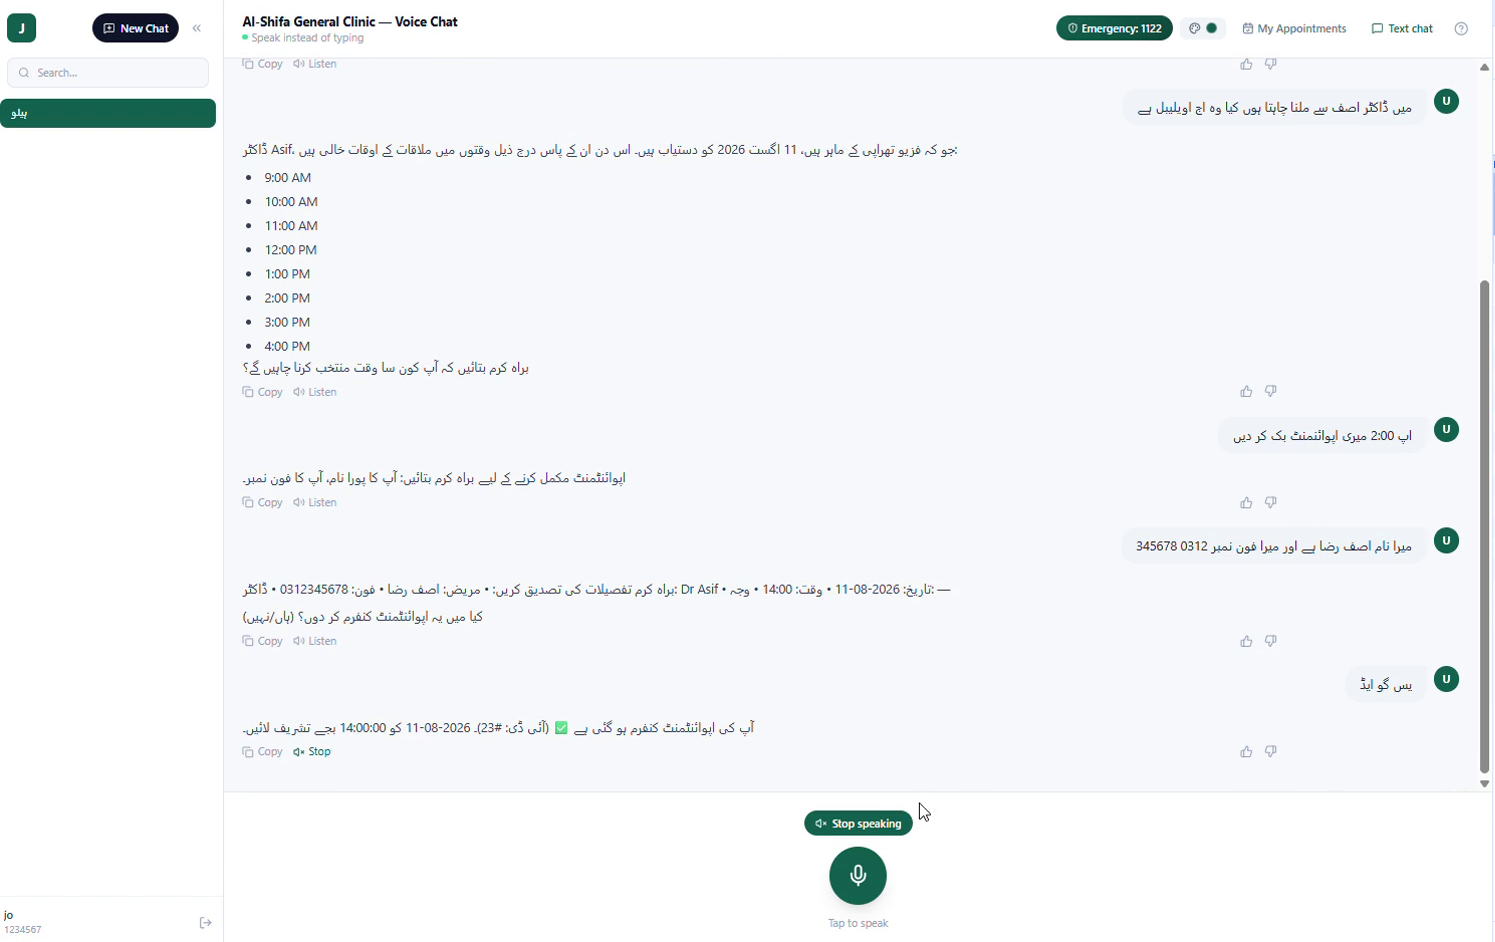 J
New Chat
Search...
ہیلو
jo
1234567
Al-Shifa General Clinic — Voice Chat
Speak instead of typing
Emergency: 1122
My Appointments
Text chat
Copy Listen
میں ڈاکٹر اصف سے ملنا چاہتا ہوں کیا وہ اج اویلیبل ہے
U
ڈاکٹر Asif، جو کہ فزیو تھراپی کے ماہر ہیں، 11 اگست 2026 کو دستیاب ہیں۔ اس دن ان کے پاس درج ذیل وقتوں میں ملاقات کے اوقات خالی ہیں:
9:00 AM
10:00 AM
11:00 AM
12:00 PM
1:00 PM
2:00 PM
3:00 PM
4:00 PM
براہ کرم بتائیں کہ آپ کون سا وقت منتخب کرنا چاہیں گے؟
Copy Listen
اپ 2:00 میری اپوائنمنٹ بک کر دیں
U
اپوائنٹمنٹ مکمل کرنے کے لیے براہ کرم بتائیں: آپ کا پورا نام، آپ کا فون نمبر۔
Copy Listen
میرا نام اصف رضا ہے اور میرا فون نمبر 0312 345678
U
براہ کرم تفصیلات کی تصدیق کریں: • مریض: اصف رضا • فون: 0312345678 • ڈاکٹر: Dr Asif • تاریخ: 2026-08-11 • وقت: 14:00 • وجہ: —
کیا میں یہ اپوائنٹمنٹ کنفرم کر دوں؟ (ہاں/نہیں)
Copy Listen
یس گو ایڈ
U
آپ کی اپوائنٹمنٹ کنفرم ہو گئی ہے ✅ (آئی ڈی: #23)۔ 2026-08-11 کو 14:00:00 بجے تشریف لائیں۔
Copy Stop
Stop speaking
Tap to speak